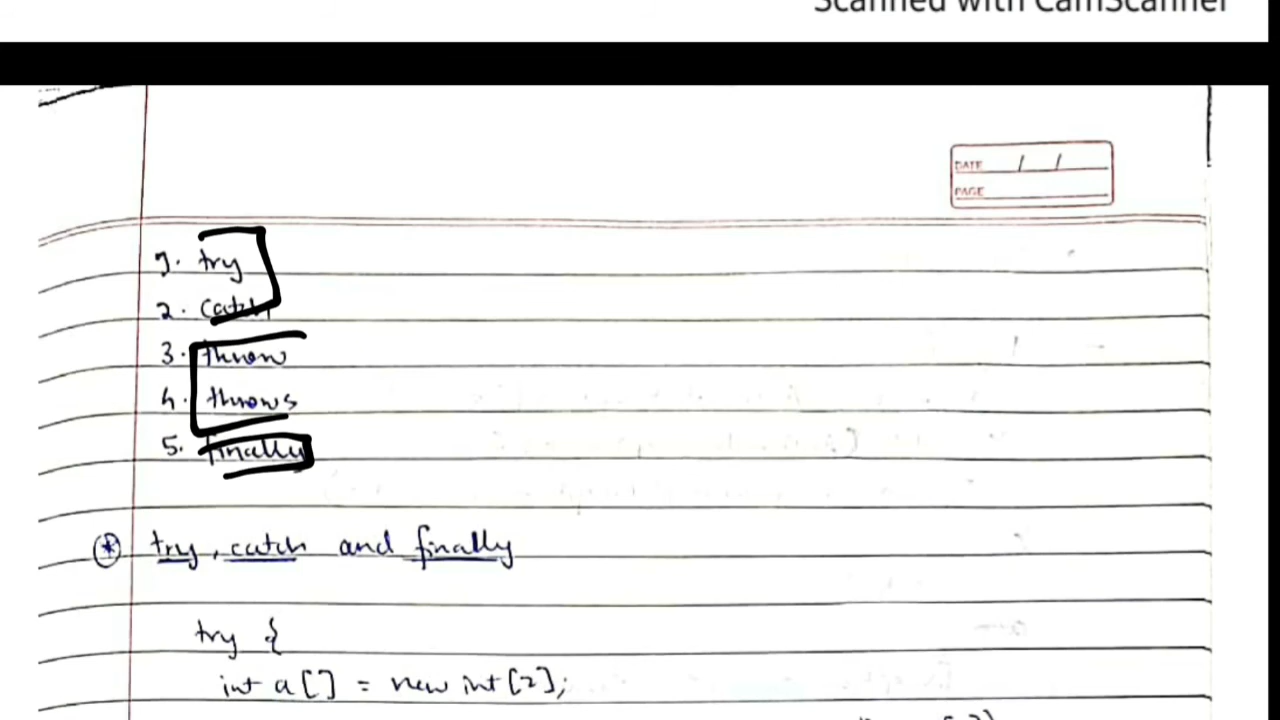 Scanned with CamScanner
DATE / /
PAGE
1. try
2. catch
3. throw
4. throws
5. finally
* try, catch and finally
try {
int a[] = new int[2];